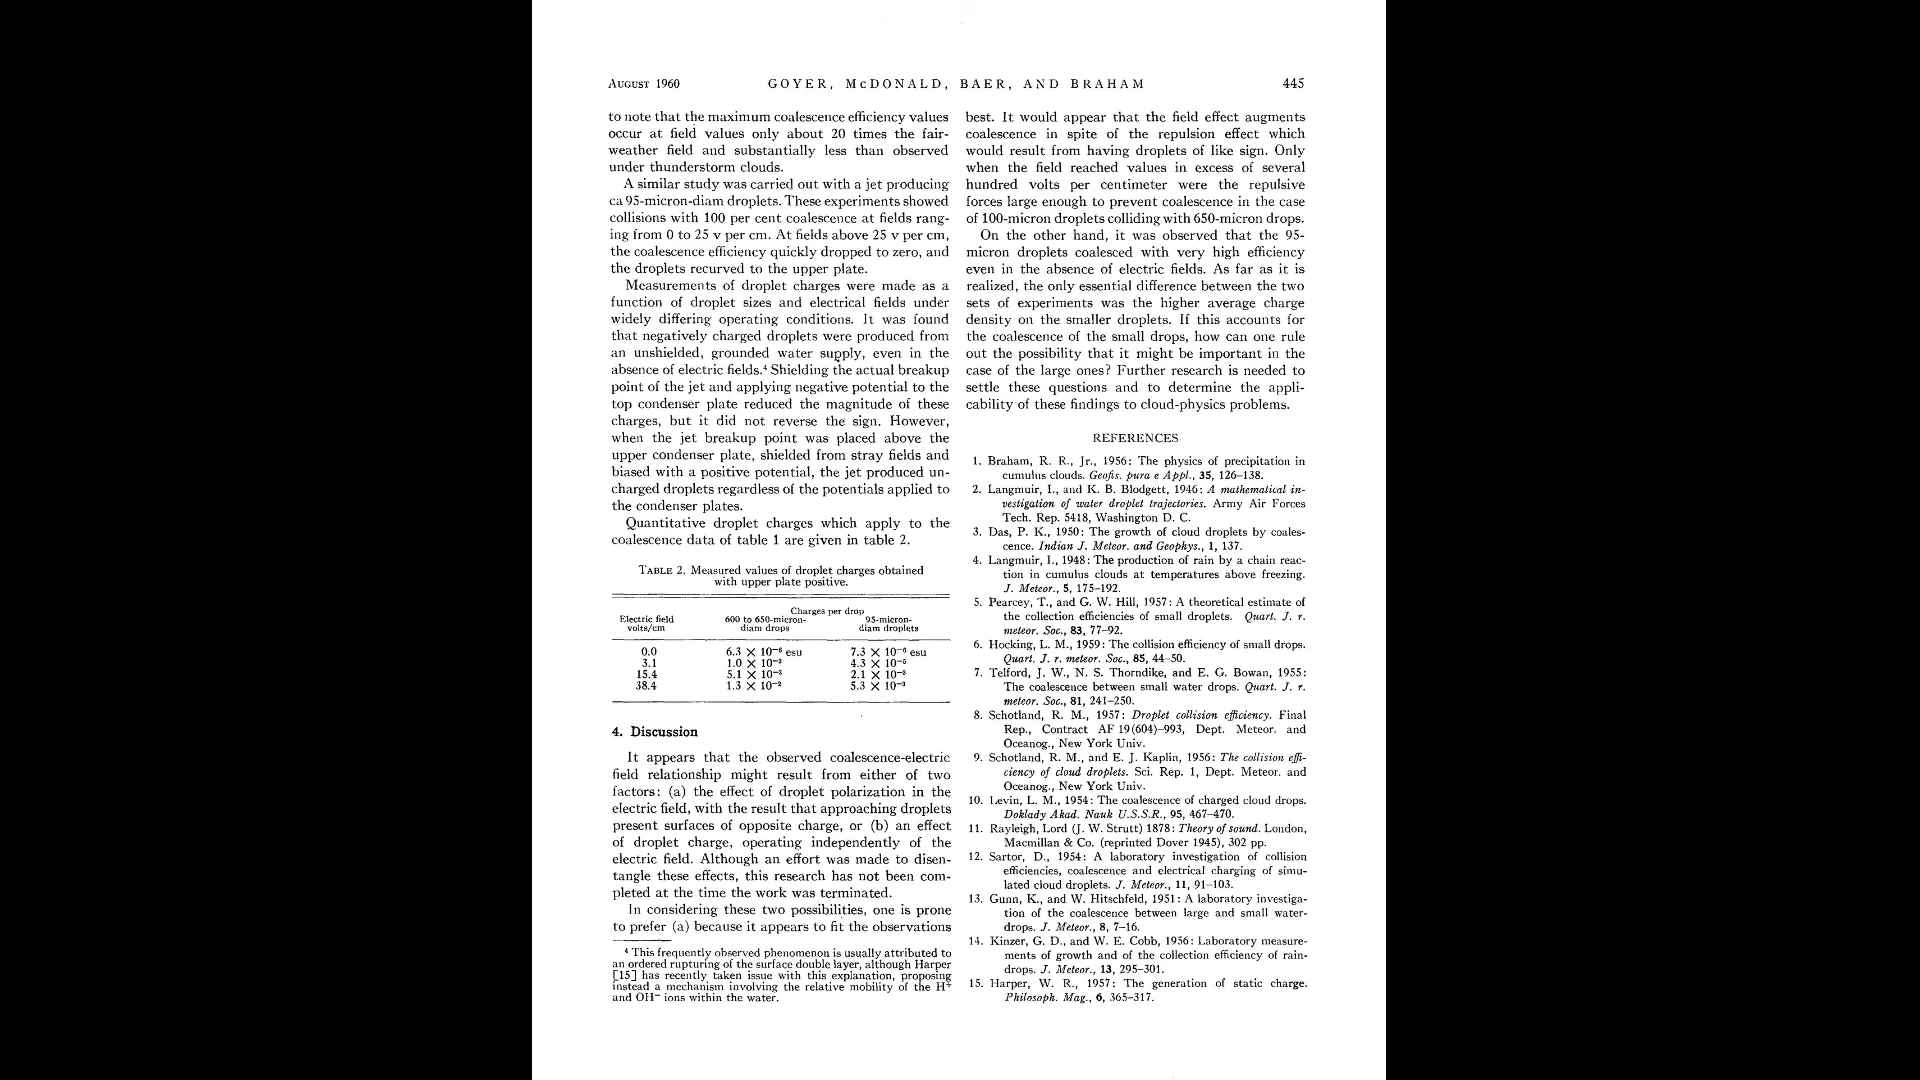 AUGUST 1960 GOYER, McDONALD, BAER, AND BRAHAM 445
to note that the maximum coalescence efficiency values
occur at field values only about 20 times the fair-
weather field and substantially less than observed
under thunderstorm clouds.
A similar study was carried out with a jet producing
ca 95-micron-diam droplets. These experiments showed
collisions with 100 per cent coalescence at fields rang-
ing from 0 to 25 v per cm. At fields above 25 v per cm,
the coalescence efficiency quickly dropped to zero, and
the droplets recurved to the upper plate.
Measurements of droplet charges were made as a
function of droplet sizes and electrical fields under
widely differing operating conditions. It was found
that negatively charged droplets were produced from
an unshielded, grounded water supply, even in the
absence of electric fields.⁴ Shielding the actual breakup
point of the jet and applying negative potential to the
top condenser plate reduced the magnitude of these
charges, but it did not reverse the sign. However,
when the jet breakup point was placed above the
upper condenser plate, shielded from stray fields and
biased with a positive potential, the jet produced un-
charged droplets regardless of the potentials applied to
the condenser plates.
Quantitative droplet charges which apply to the
coalescence data of table 1 are given in table 2.
TABLE 2. Measured values of droplet charges obtained
with upper plate positive.
Charges per drop
Electric field 600 to 650-micron- 95-micron-
volts/cm diam drops diam droplets
0.0 6.3 × 10⁻⁶ esu 7.3 × 10⁻⁶ esu
3.1 1.0 × 10⁻³ 4.3 × 10⁻⁵
15.4 5.1 × 10⁻³ 2.1 × 10⁻³
38.4 1.3 × 10⁻² 5.3 × 10⁻³
4. Discussion
It appears that the observed coalescence-electric
field relationship might result from either of two
factors: (a) the effect of droplet polarization in the
electric field, with the result that approaching droplets
present surfaces of opposite charge, or (b) an effect
of droplet charge, operating independently of the
electric field. Although an effort was made to disen-
tangle these effects, this research has not been com-
pleted at the time the work was terminated.
In considering these two possibilities, one is prone
to prefer (a) because it appears to fit the observations
⁴ This frequently observed phenomenon is usually attributed to
an ordered rupturing of the surface double layer, although Harper
[15] has recently taken issue with this explanation, proposing
instead a mechanism involving the relative mobility of the H⁺
and OH⁻ ions within the water.
best. It would appear that the field effect augments
coalescence in spite of the repulsion effect which
would result from having droplets of like sign. Only
when the field reached values in excess of several
hundred volts per centimeter were the repulsive
forces large enough to prevent coalescence in the case
of 100-micron droplets colliding with 650-micron drops.
On the other hand, it was observed that the 95-
micron droplets coalesced with very high efficiency
even in the absence of electric fields. As far as it is
realized, the only essential difference between the two
sets of experiments was the higher average charge
density on the smaller droplets. If this accounts for
the coalescence of the small drops, how can one rule
out the possibility that it might be important in the
case of the large ones? Further research is needed to
settle these questions and to determine the appli-
cability of these findings to cloud-physics problems.
REFERENCES
1. Braham, R. R., Jr., 1956: The physics of precipitation in
cumulus clouds. Geofis. pura e Appl., 35, 126–138.
2. Langmuir, I., and K. B. Blodgett, 1946: A mathematical in-
vestigation of water droplet trajectories. Army Air Forces
Tech. Rep. 5418, Washington D. C.
3. Das, P. K., 1950: The growth of cloud droplets by coales-
cence. Indian J. Meteor. and Geophys., 1, 137.
4. Langmuir, I., 1948: The production of rain by a chain reac-
tion in cumulus clouds at temperatures above freezing.
J. Meteor., 5, 175–192.
5. Pearcey, T., and G. W. Hill, 1957: A theoretical estimate of
the collection efficiencies of small droplets. Quart. J. r.
meteor. Soc., 83, 77–92.
6. Hocking, L. M., 1959: The collision efficiency of small drops.
Quart. J. r. meteor. Soc., 85, 44–50.
7. Telford, J. W., N. S. Thorndike, and E. G. Bowan, 1955:
The coalescence between small water drops. Quart. J. r.
meteor. Soc., 81, 241–250.
8. Schotland, R. M., 1957: Droplet collision efficiency. Final
Rep., Contract AF 19(604)–993, Dept. Meteor. and
Oceanog., New York Univ.
9. Schotland, R. M., and E. J. Kaplin, 1956: The collision effi-
ciency of cloud droplets. Sci. Rep. 1, Dept. Meteor. and
Oceanog., New York Univ.
10. Levin, L. M., 1954: The coalescence of charged cloud drops.
Doklady Akad. Nauk U.S.S.R., 95, 467–470.
11. Rayleigh, Lord (J. W. Strutt) 1878: Theory of sound. London,
Macmillan & Co. (reprinted Dover 1945), 302 pp.
12. Sartor, D., 1954: A laboratory investigation of collision
efficiencies, coalescence and electrical charging of simu-
lated cloud droplets. J. Meteor., 11, 91–103.
13. Gunn, K., and W. Hitschfeld, 1951: A laboratory investiga-
tion of the coalescence between large and small water-
drops. J. Meteor., 8, 7–16.
14. Kinzer, G. D., and W. E. Cobb, 1956: Laboratory measure-
ments of growth and of the collection efficiency of rain-
drops. J. Meteor., 13, 295–301.
15. Harper, W. R., 1957: The generation of static charge.
Philosoph. Mag., 6, 365–317.